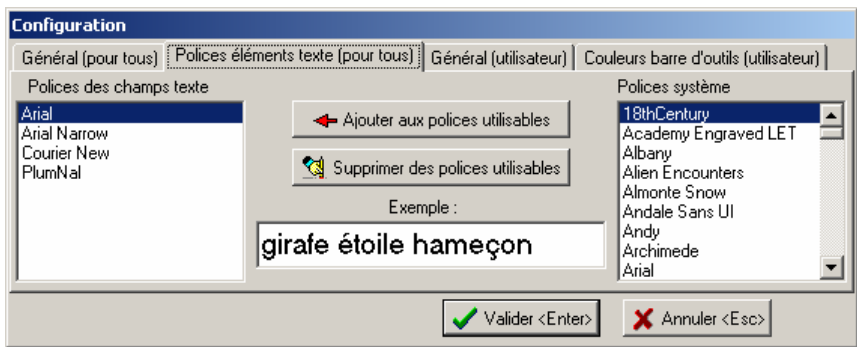 Configuration
Général (pour tous)
Polices éléments texte (pour tous)
Général (utilisateur)
Couleurs barre d'outils (utilisateur)
Polices des champs texte
Arial
Arial Narrow
Courier New
PlumNal
Ajouter aux polices utilisables
Supprimer des polices utilisables
Exemple :
girafe étoile hameçon
Polices système
18thCentury
Academy Engraved LET
Albany
Alien Encounters
Almonte Snow
Andale Sans UI
Andy
Archimede
Arial
Valider <Enter>
Annuler <Esc>